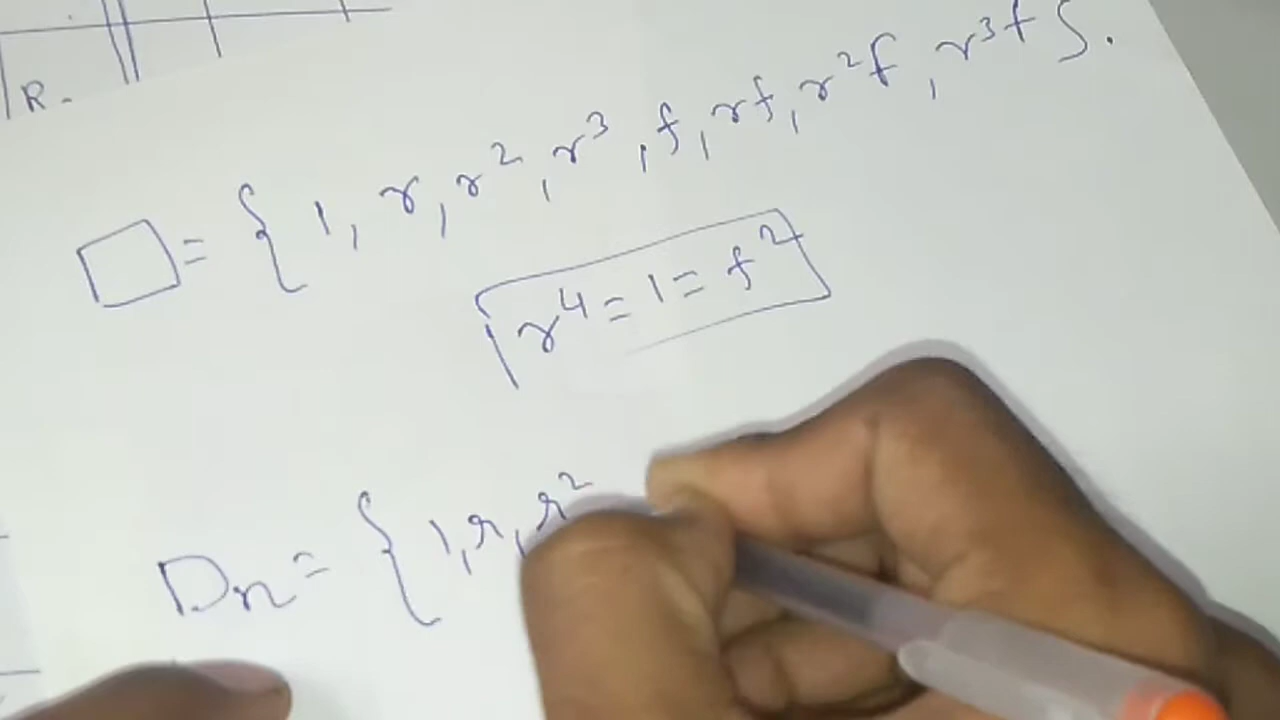 R.
□ = { 1, r, r², r³, f, rf, r²f, r³f }.
r⁴ = 1 = f²
Dn = { 1, r, r²